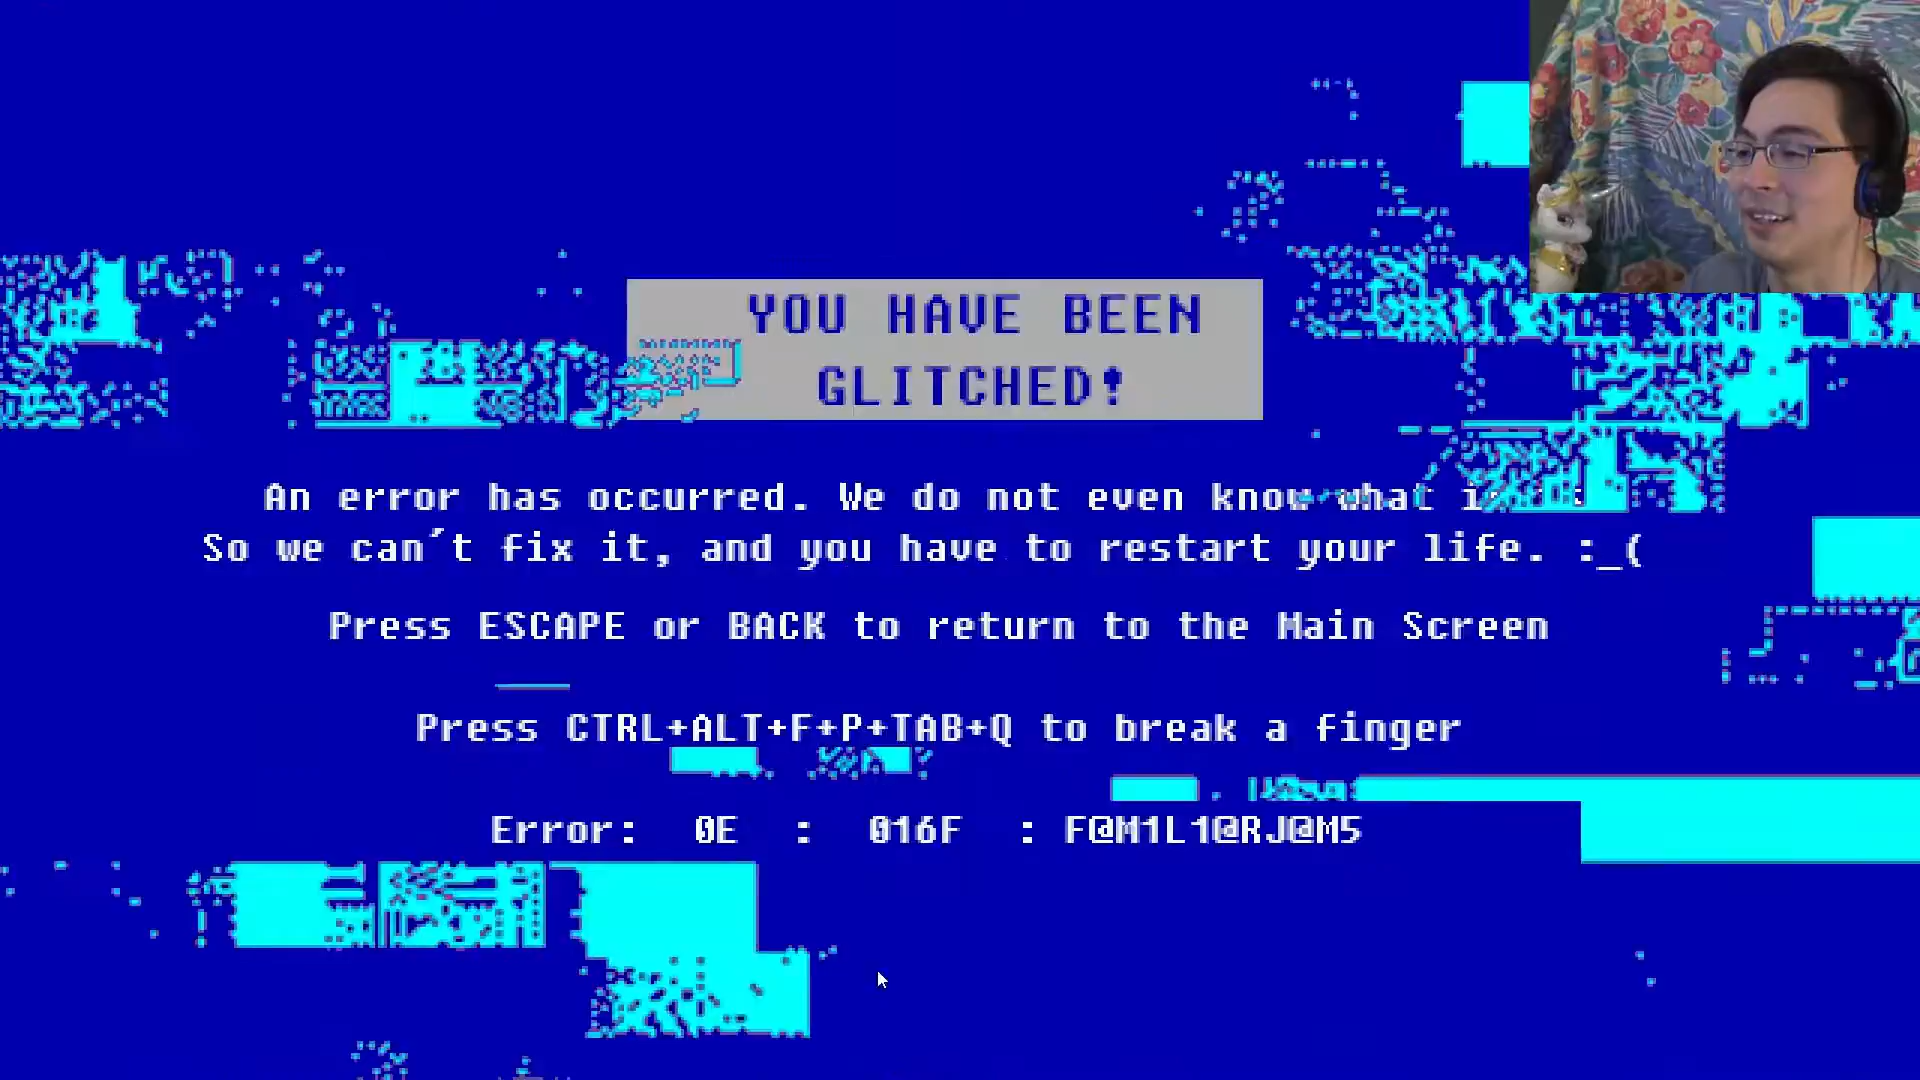 YOU HAVE BEEN
GLITCHED!
An error has occurred. We do not even know what
So we can't fix it, and you have to restart your life. :_(
Press ESCAPE or BACK to return to the Main Screen
Press CTRL+ALT+F+P+TAB+Q to break a finger
Error: 0E : 016F : F@M1L1@RJ@M5